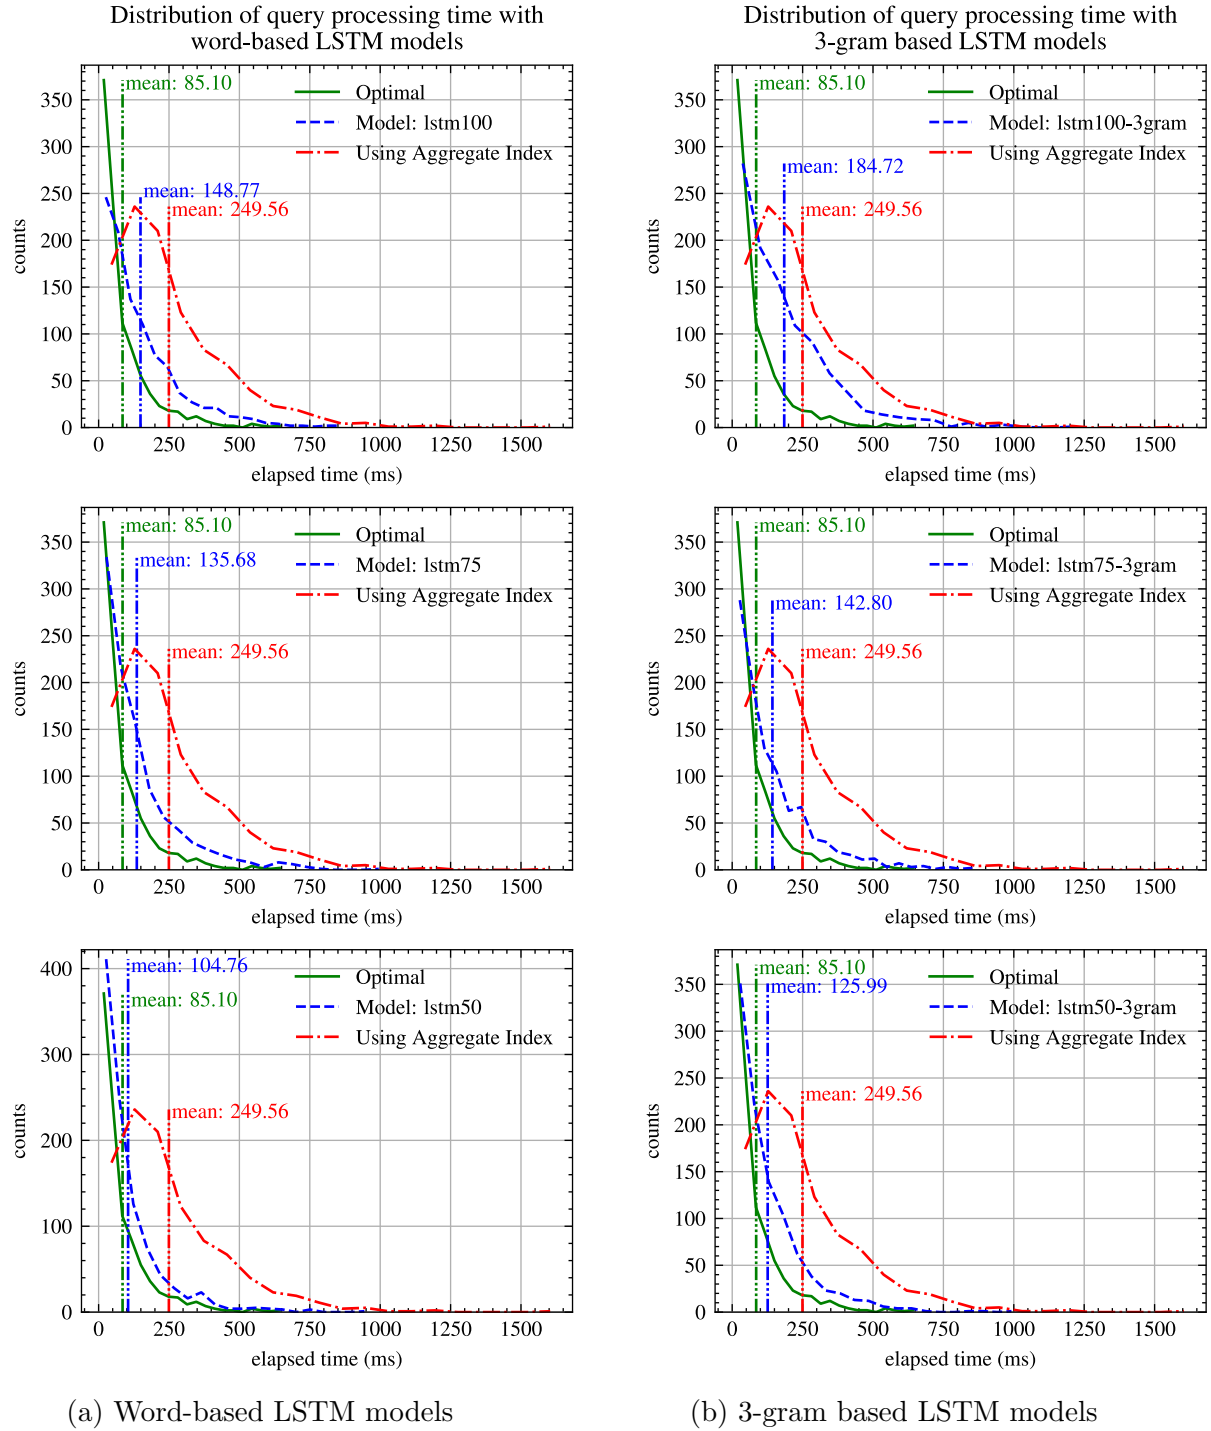 Distribution of query processing time with
word-based LSTM models
mean: 85.10
mean: 148.77
mean: 249.56
Optimal
Model: lstm100
Using Aggregate Index
counts
350
300
250
200
150
100
50
0
0 250 500 750 1000 1250 1500
elapsed time (ms)
Distribution of query processing time with
3-gram based LSTM models
mean: 85.10
mean: 184.72
mean: 249.56
Optimal
Model: lstm100-3gram
Using Aggregate Index
counts
350
300
250
200
150
100
50
0
0 250 500 750 1000 1250 1500
elapsed time (ms)
mean: 85.10
mean: 135.68
mean: 249.56
Optimal
Model: lstm75
Using Aggregate Index
counts
350
300
250
200
150
100
50
0
0 250 500 750 1000 1250 1500
elapsed time (ms)
mean: 85.10
mean: 142.80
mean: 249.56
Optimal
Model: lstm75-3gram
Using Aggregate Index
counts
350
300
250
200
150
100
50
0
0 250 500 750 1000 1250 1500
elapsed time (ms)
mean: 104.76
mean: 85.10
mean: 249.56
Optimal
Model: lstm50
Using Aggregate Index
counts
400
300
200
100
0
0 250 500 750 1000 1250 1500
elapsed time (ms)
mean: 85.10
mean: 125.99
mean: 249.56
Optimal
Model: lstm50-3gram
Using Aggregate Index
counts
350
300
250
200
150
100
50
0
0 250 500 750 1000 1250 1500
elapsed time (ms)
(a) Word-based LSTM models
(b) 3-gram based LSTM models